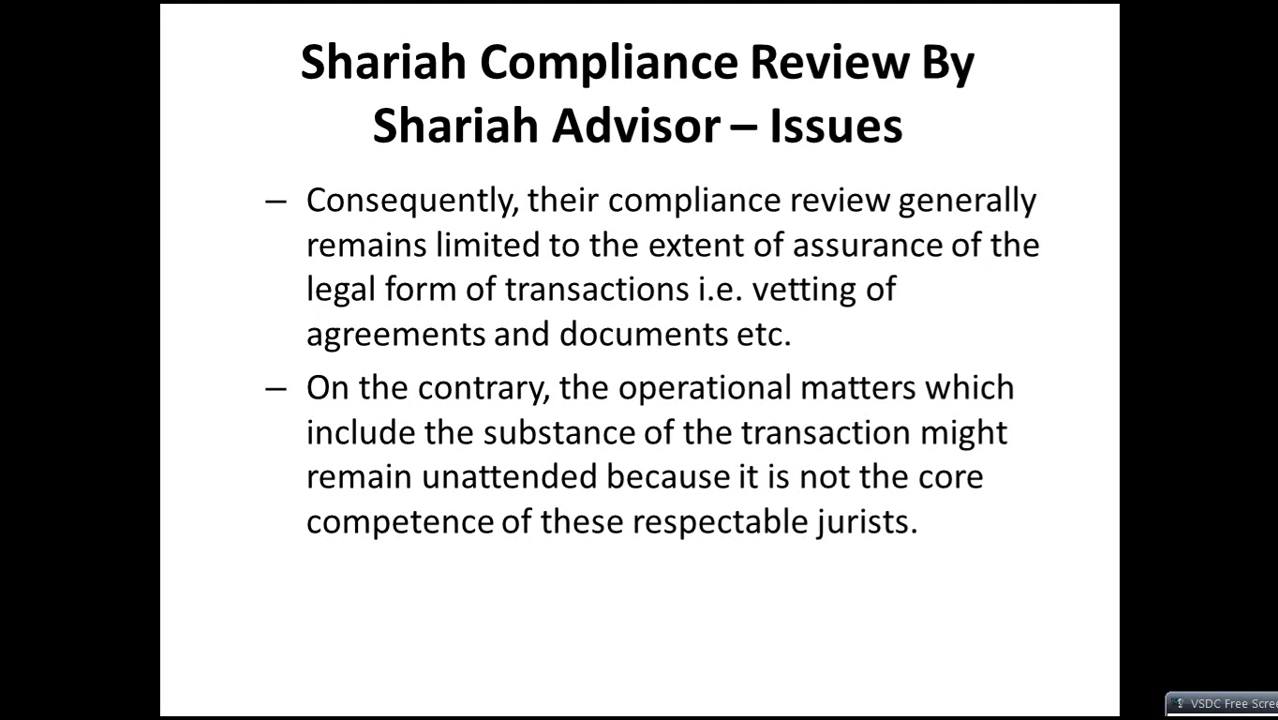 Shariah Compliance Review By
Shariah Advisor – Issues
– Consequently, their compliance review generally
remains limited to the extent of assurance of the
legal form of transactions i.e. vetting of
agreements and documents etc.
– On the contrary, the operational matters which
include the substance of the transaction might
remain unattended because it is not the core
competence of these respectable jurists.
VSDC Free Scree